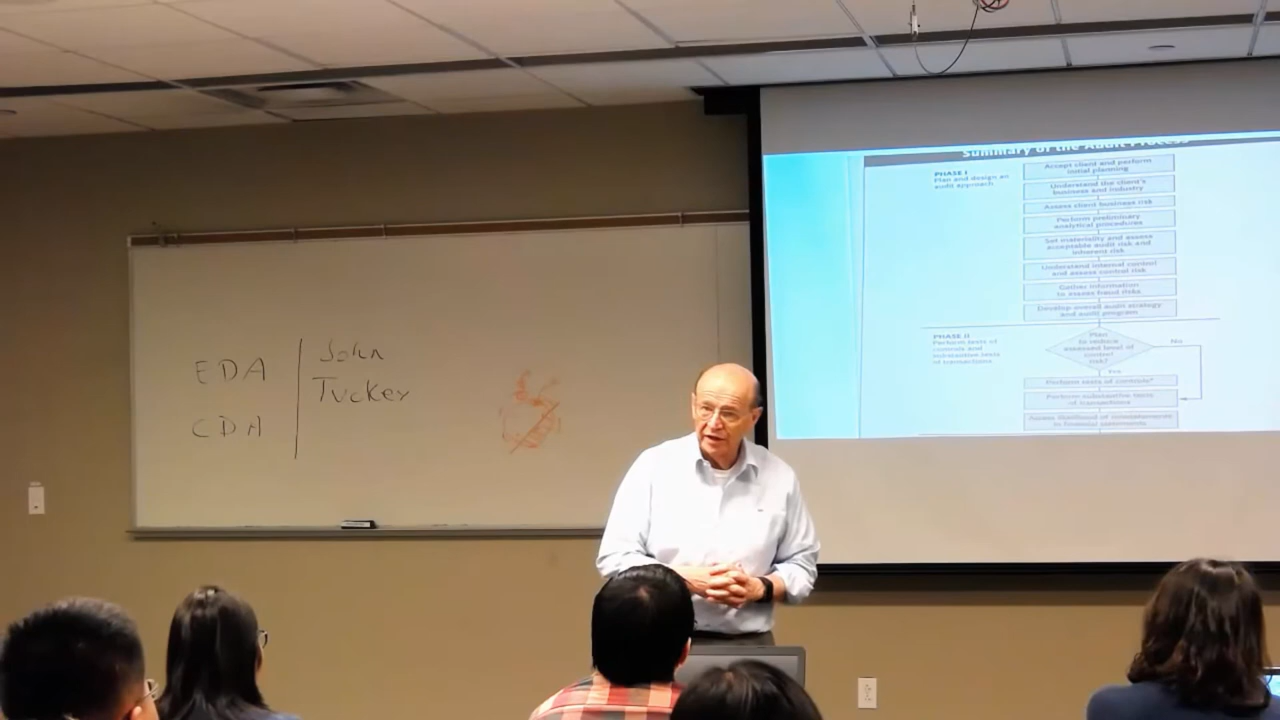 EDA
CDA
John
Tucker
Summary of the Audit Process
PHASE I
Plan and design an
audit approach
Accept client and perform
initial planning
Understand the client's
business and industry
Assess client business risk
Perform preliminary
analytical procedures
Set materiality and assess
acceptable audit risk and
inherent risk
Understand internal control
and assess control risk
Gather information
to assess fraud risks
Develop overall audit strategy
and audit program
PHASE II
Perform tests of
controls and
substantive tests
of transactions
Plan
to reduce
assessed level of
control
risk?
No
Yes
Perform tests of controls*
Perform substantive tests
of transactions
Assess likelihood of misstatements
in financial statements